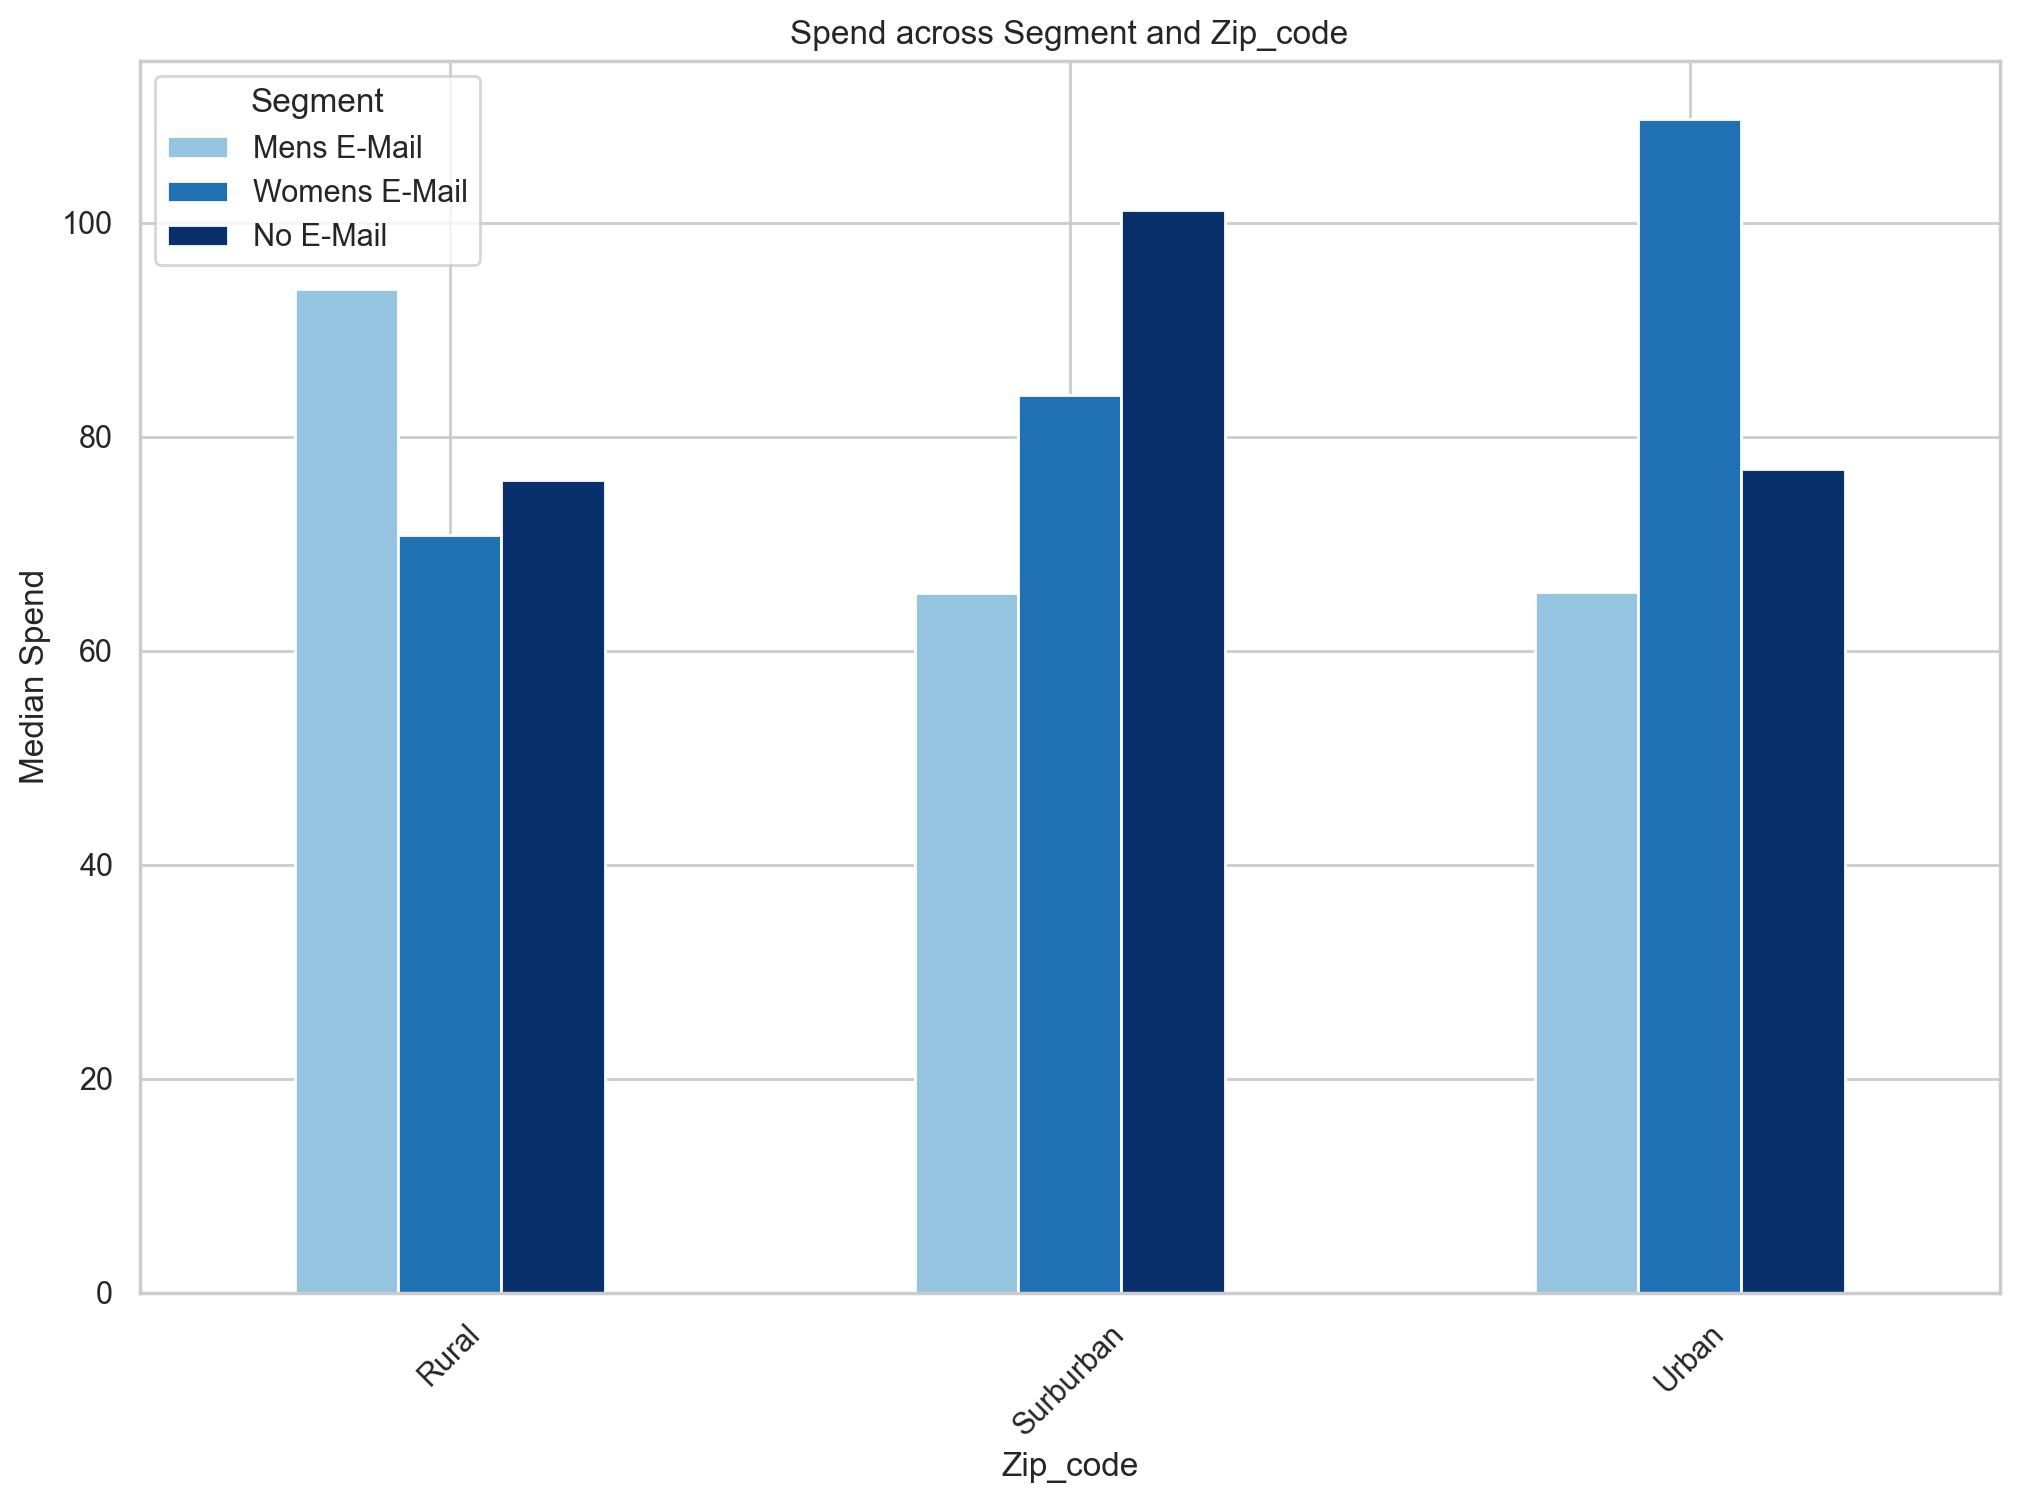 Spend across Segment and Zip_code
Segment
Mens E-Mail
Womens E-Mail
No E-Mail
Median Spend
100
80
60
40
20
0
Rural
Surburban
Urban
Zip_code